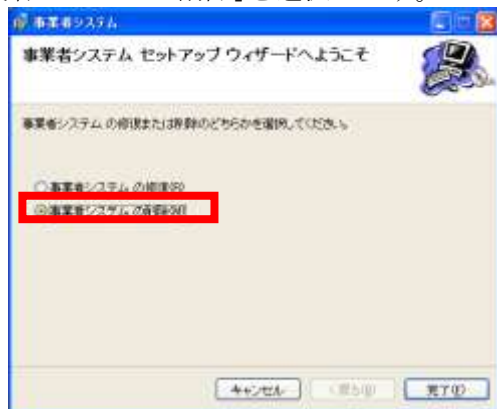 事業者システム
事業者システム セットアップ ウィザードへようこそ
事業者システム の修復または削除のどちらかを選択してください。
事業者システム の修復(R)
事業者システム の削除(M)
キャンセル
< 戻る(B)
完了(F)